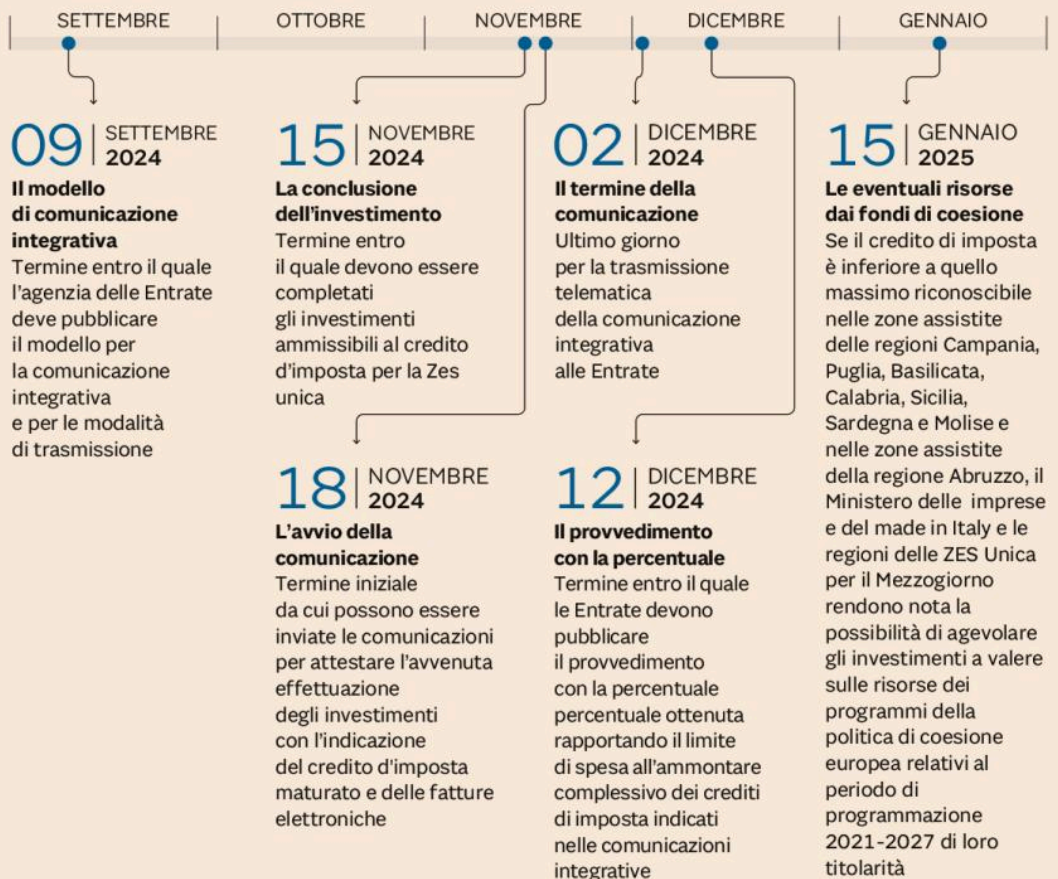 SETTEMBRE
OTTOBRE
NOVEMBRE
DICEMBRE
GENNAIO
09
SETTEMBRE
2024
Il modello
di comunicazione
integrativa
Termine entro il quale
l'agenzia delle Entrate
deve pubblicare
il modello per
la comunicazione
integrativa
e per le modalità
di trasmissione
15
NOVEMBRE
2024
La conclusione
dell'investimento
Termine entro
il quale devono essere
completati
gli investimenti
ammissibili al credito
d'imposta per la Zes
unica
18
NOVEMBRE
2024
L'avvio della
comunicazione
Termine iniziale
da cui possono essere
inviate le comunicazioni
per attestare l'avvenuta
effettuazione
degli investimenti
con l'indicazione
del credito d'imposta
maturato e delle fatture
elettroniche
02
DICEMBRE
2024
Il termine della
comunicazione
Ultimo giorno
per la trasmissione
telematica
della comunicazione
integrativa
alle Entrate
12
DICEMBRE
2024
Il provvedimento
con la percentuale
Termine entro il quale
le Entrate devono
pubblicare
il provvedimento
con la percentuale
percentuale ottenuta
rapportando il limite
di spesa all'ammontare
complessivo dei crediti
di imposta indicati
nelle comunicazioni
integrative
15
GENNAIO
2025
Le eventuali risorse
dai fondi di coesione
Se il credito di imposta
è inferiore a quello
massimo riconoscibile
nelle zone assistite
delle regioni Campania,
Puglia, Basilicata,
Calabria, Sicilia,
Sardegna e Molise e
nelle zone assistite
della regione Abruzzo, il
Ministero delle imprese
e del made in Italy e le
regioni delle ZES Unica
per il Mezzogiorno
rendono nota la
possibilità di agevolare
gli investimenti a valere
sulle risorse dei
programmi della
politica di coesione
europea relativi al
periodo di
programmazione
2021-2027 di loro
titolarità